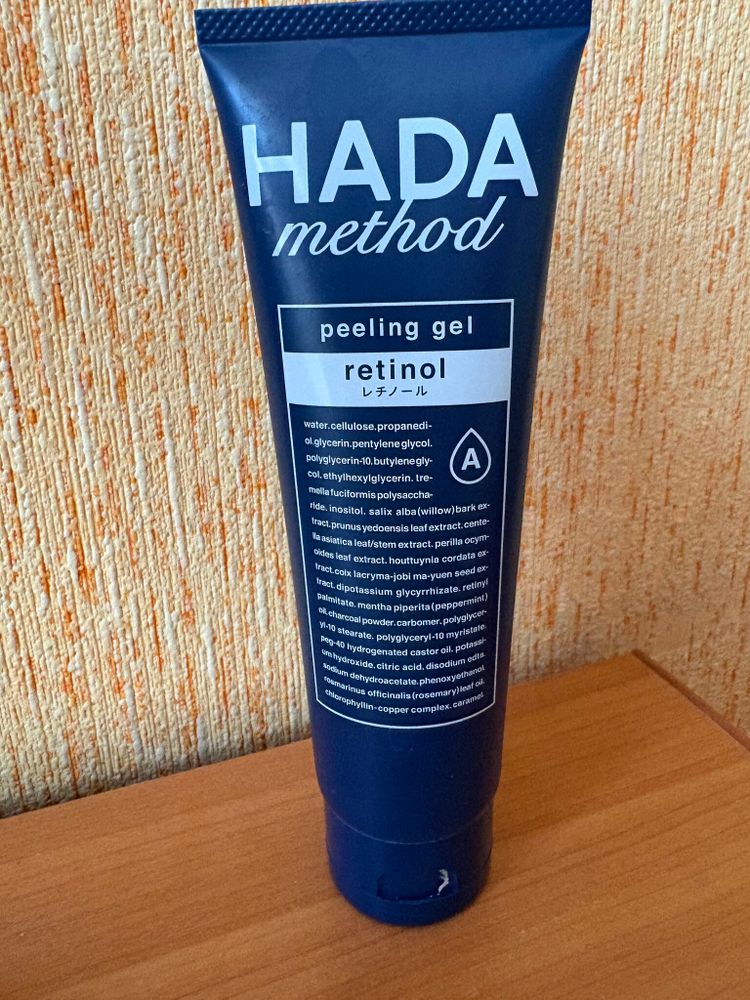 HADA
method
peeling gel
retinol
レチノール
water.cellulose.propanedi-
ol.glycerin.pentylene glycol.
polyglycerin-10.butylene gly-
col. ethylhexylglycerin. tre-
mella fuciformis polysaccha-
A
ride. inositol. salix alba (willow) bark ex-
tract.prunus yedoensis leaf extract. cente-
lla asiatica leaf/stem extract. perilla ocym-
oides leaf extract. houttuynia cordata ex-
tract.coix lacryma-jobi ma-yuen seed ex-
tract. dipotassium glycyrrhizate. retinyl
palmitate. mentha piperita (peppermint)
oil.charcoal powder.carbomer. polyglycer-
yl-10 stearate. polyglyceryl-10 myristate.
peg-40 hydrogenated castor oil. potassi-
um hydroxide. citric acid. disodium edta.
sodium dehydroacetate. phenoxyethanol.
rosmarinus officinalis (rosemary) leaf oil.
chlorophyllin-copper complex. caramel.